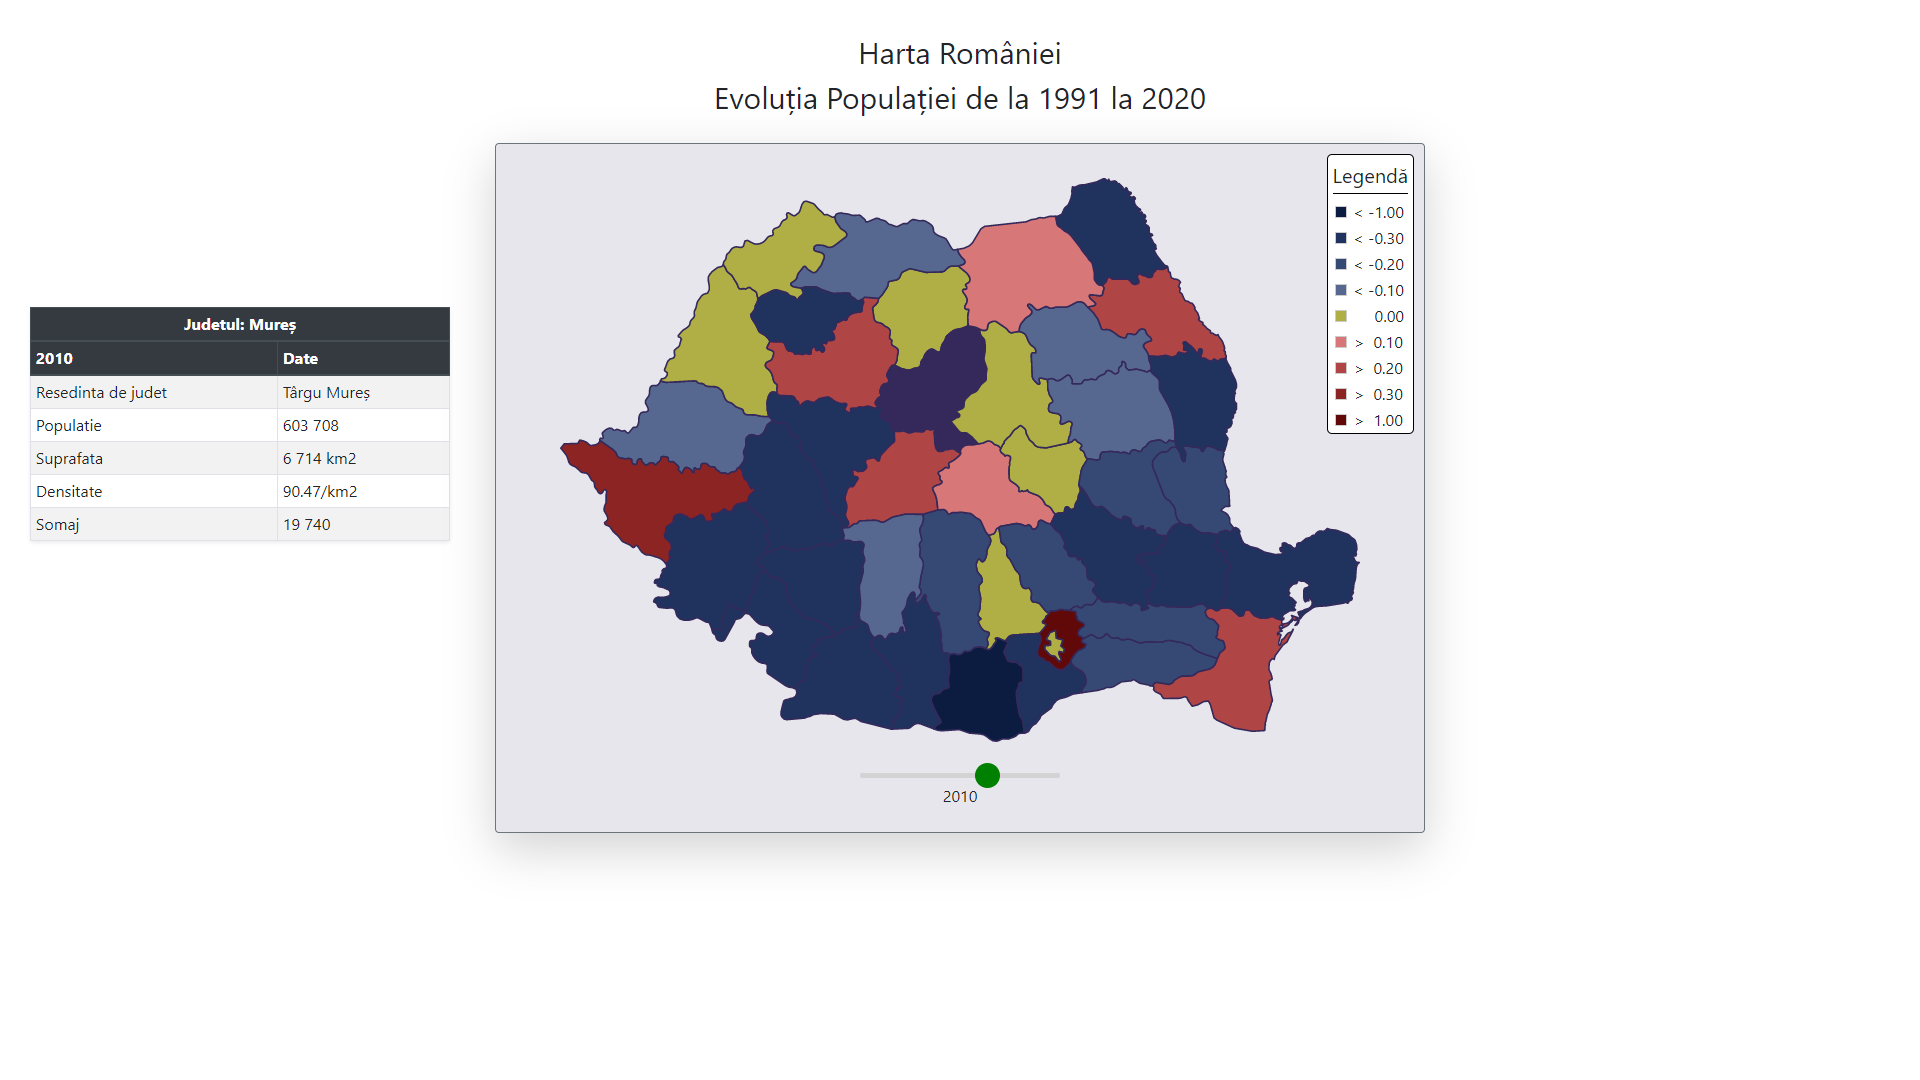 Harta României
Evoluția Populației de la 1991 la 2020
Judetul: Mureș
2010 Date
Resedinta de judet Târgu Mureș
Populatie 603 708
Suprafata 6 714 km2
Densitate 90.47/km2
Somaj 19 740
Legendă
< -1.00
< -0.30
< -0.20
< -0.10
0.00
> 0.10
> 0.20
> 0.30
> 1.00
2010